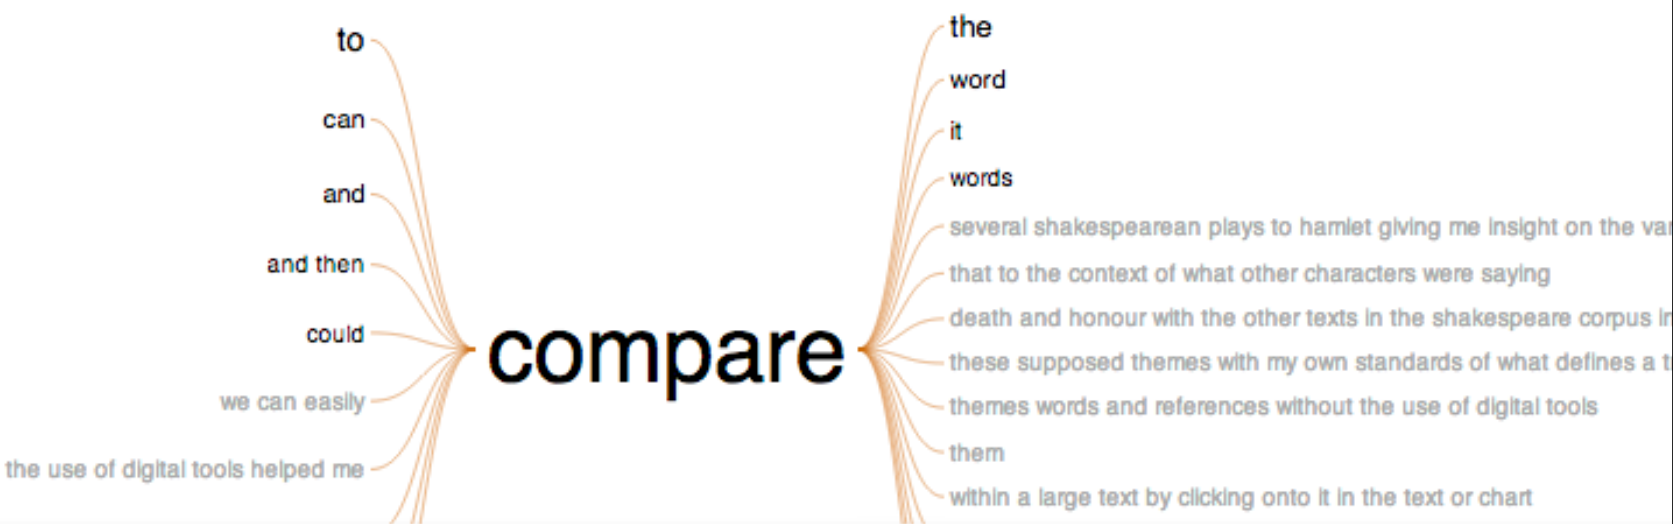 to
can
and
and then
could
we can easily
the use of digital tools helped me
compare
the
word
it
words
several shakespearean plays to hamlet giving me insight on the
that to the context of what other characters were saying
death and honour with the other texts in the shakespeare corpus
these supposed themes with my own standards of what defines a
themes words and references without the use of digital tools
them
within a large text by clicking onto it in the text or chart